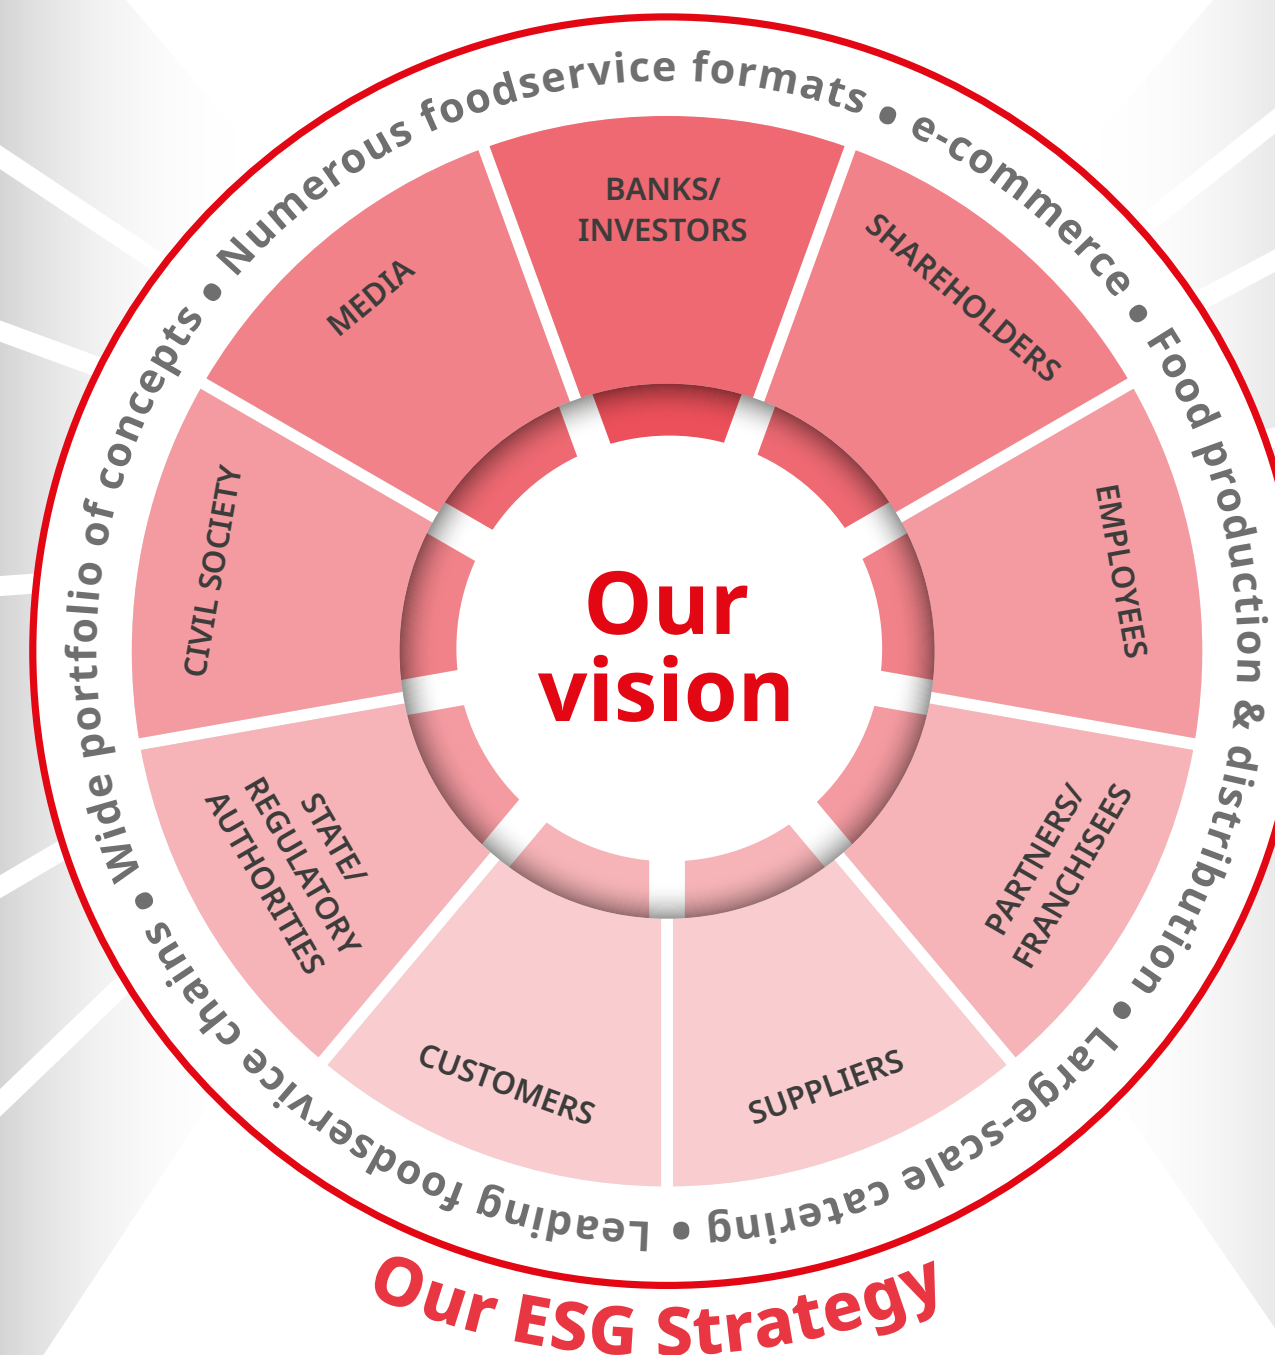 Numerous foodservice formats • e-commerce • Food production & distribution • Large-scale catering • Leading foodservice chains • Wide portfolio of concepts •
BANKS/
INVESTORS
SHAREHOLDERS
EMPLOYEES
PARTNERS/
FRANCHISEES
SUPPLIERS
CUSTOMERS
STATE/
REGULATORY
AUTHORITIES
CIVIL SOCIETY
MEDIA
Our
vision
Our ESG Strategy